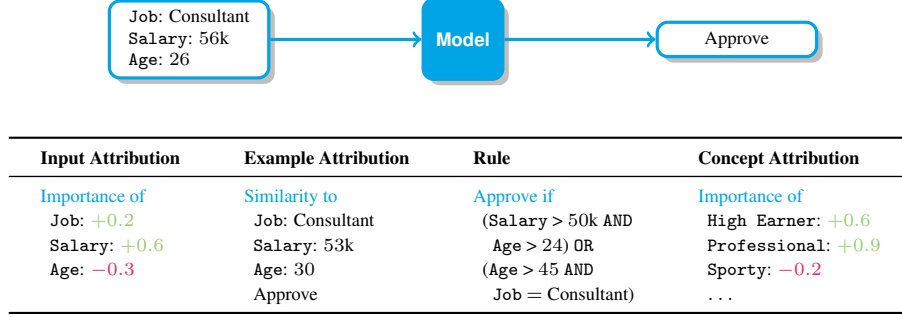 Job: Consultant
Salary: 56k
Age: 26
Model
Approve
Input Attribution
Example Attribution
Rule
Concept Attribution
Importance of
Job: +0.2
Salary: +0.6
Age: −0.3
Similarity to
Job: Consultant
Salary: 53k
Age: 30
Approve
Approve if
(Salary > 50k AND
Age > 24) OR
(Age > 45 AND
Job = Consultant)
Importance of
High Earner: +0.6
Professional: +0.9
Sporty: −0.2
...